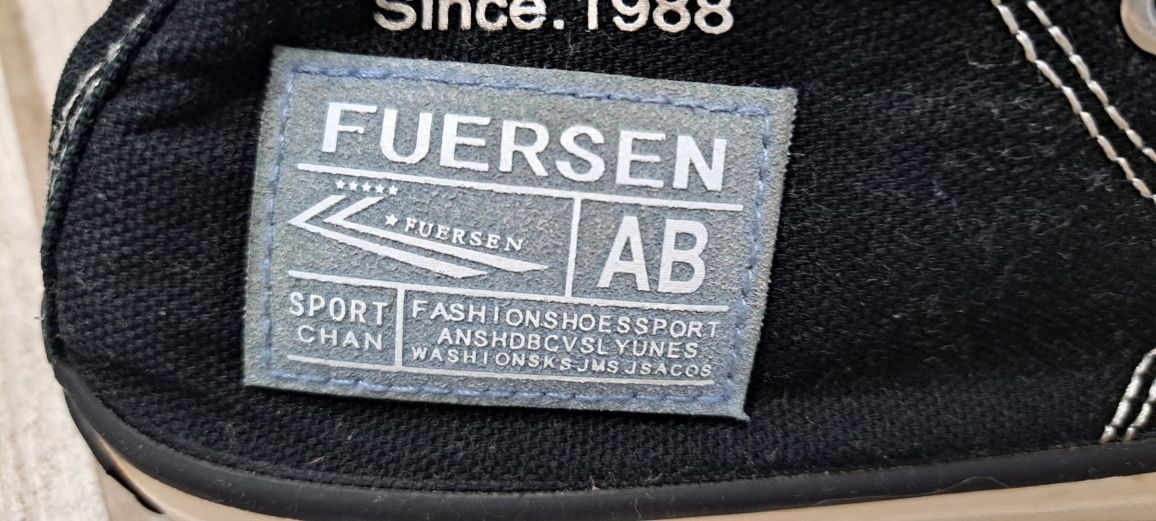 Since.1988
FUERSEN
★★★★★
★ FUERSEN
AB
SPORT
CHAN
FASHIONSHOESSPORT
ANSHDBCVSLYUNES
WASHIONSKSJMSJSACOS